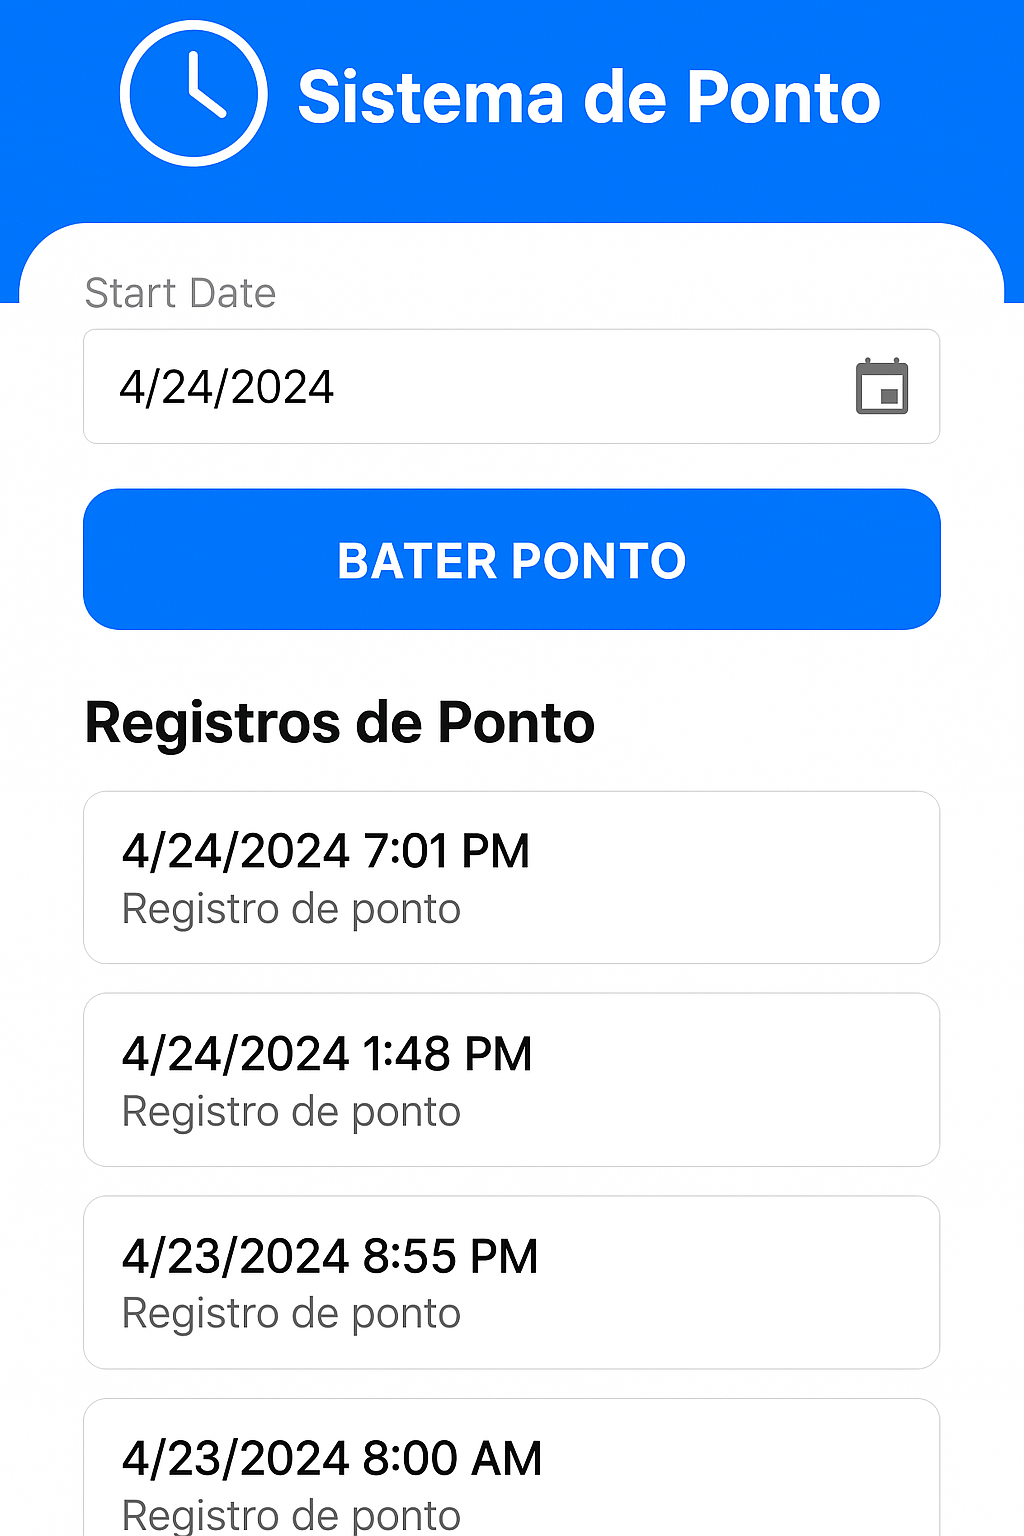 Sistema de Ponto
Start Date
4/24/2024
BATER PONTO
Registros de Ponto
4/24/2024 7:01 PM
Registro de ponto
4/24/2024 1:48 PM
Registro de ponto
4/23/2024 8:55 PM
Registro de ponto
4/23/2024 8:00 AM
Registro de ponto